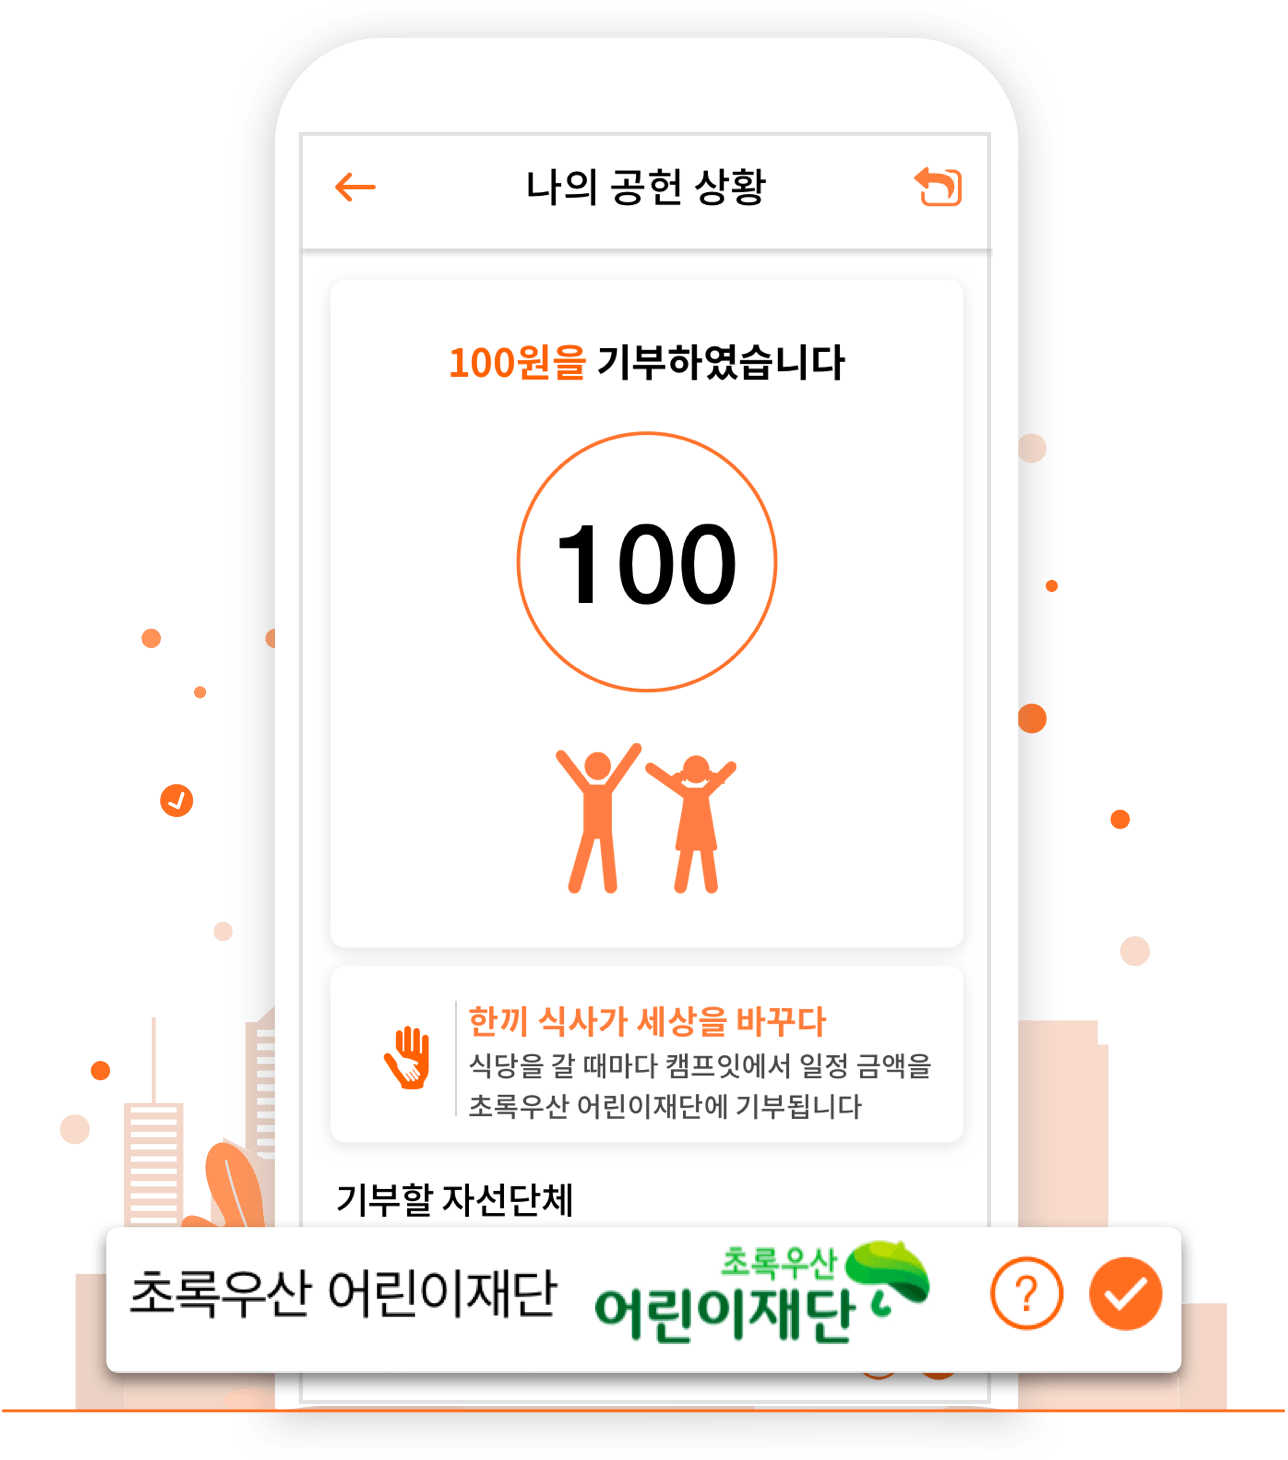 나의 공헌 상황
100원을 기부하였습니다
100
한끼 식사가 세상을 바꾸다
식당을 갈 때마다 캠프잇에서 일정 금액을
초록우산 어린이재단에 기부됩니다
기부할 자선단체
초록우산 어린이재단
초록우산
어린이재단
?